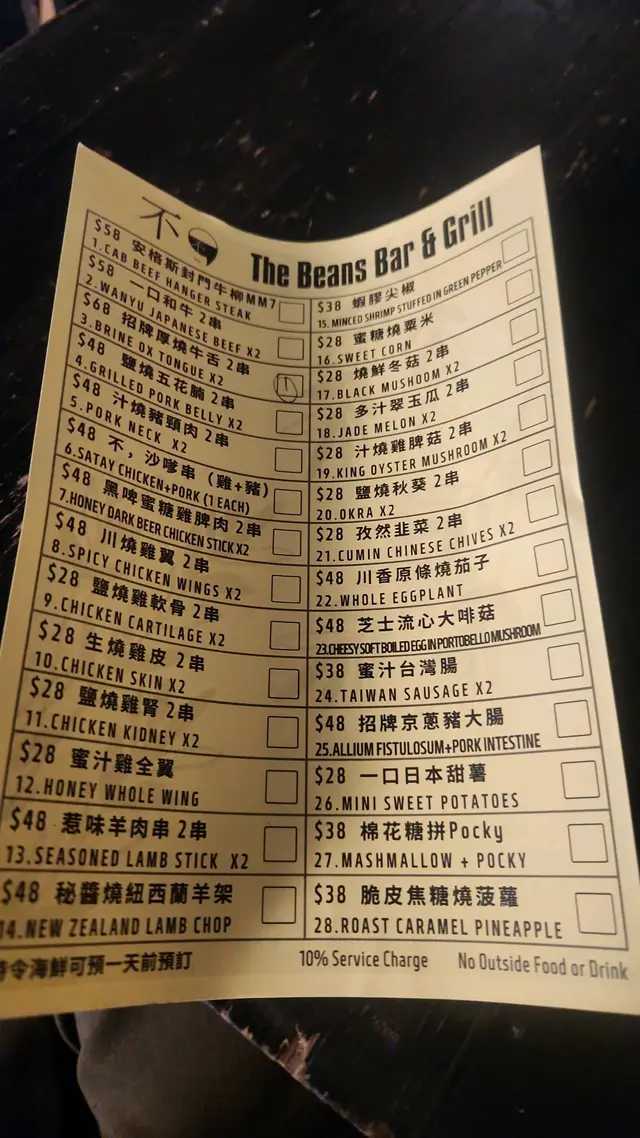 不
The Beans Bar & Grill
$58 安格斯封門牛柳MM7
1.CAB BEEF HANGER STEAK
$58 一口和牛 2串
2.WANYU JAPANESE BEEF X2
$68 招牌厚燒牛舌 2串
3.BRINE OX TONGUE X2
$48 鹽燒五花腩 2串
4.GRILLED PORK BELLY X2
$48 汁燒豬頸肉 2串
5.PORK NECK X2
$48 不，沙嗲串 (雞+豬)
6.SATAY CHICKEN+PORK (1 EACH)
$48 黑啤蜜糖雞脾肉 2串
7.HONEY DARK BEER CHICKEN STICK X2
$48 川燒雞翼 2串
8.SPICY CHICKEN WINGS X2
$28 鹽燒雞軟骨 2串
9.CHICKEN CARTILAGE X2
$28 生燒雞皮 2串
10.CHICKEN SKIN X2
$28 鹽燒雞腎 2串
11.CHICKEN KIDNEY X2
$28 蜜汁雞全翼
12.HONEY WHOLE WING
$48 惹味羊肉串 2串
13.SEASONED LAMB STICK X2
$48 秘醬燒紐西蘭羊架
14.NEW ZEALAND LAMB CHOP
$38 蝦膠尖椒
15.MINCED SHRIMP STUFFED IN GREEN PEPPER
$28 蜜糖燒粟米
16.SWEET CORN
$28 燒鮮冬菇 2串
17.BLACK MUSHOOM X2
$28 多汁翠玉瓜 2串
18.JADE MELON X2
$28 汁燒雞脾菇 2串
19.KING OYSTER MUSHROOM X2
$28 鹽燒秋葵 2串
20.OKRA X2
$28 孜然韭菜 2串
21.CUMIN CHINESE CHIVES X2
$48 川香原條燒茄子
22.WHOLE EGGPLANT
$48 芝士流心大啡菇
23.CHEESY SOFT BOILED EGG IN PORTOBELLO MUSHROOM
$38 蜜汁台灣腸
24.TAIWAN SAUSAGE X2
$48 招牌京蔥豬大腸
25.ALLIUM FISTULOSUM+PORK INTESTINE
$28 一口日本甜薯
26.MINI SWEET POTATOES
$38 棉花糖拼Pocky
27.MASHMALLOW + POCKY
$38 脆皮焦糖燒菠蘿
28.ROAST CARAMEL PINEAPPLE
時令海鮮可預一天前預訂
10% Service Charge
No Outside Food or Drink